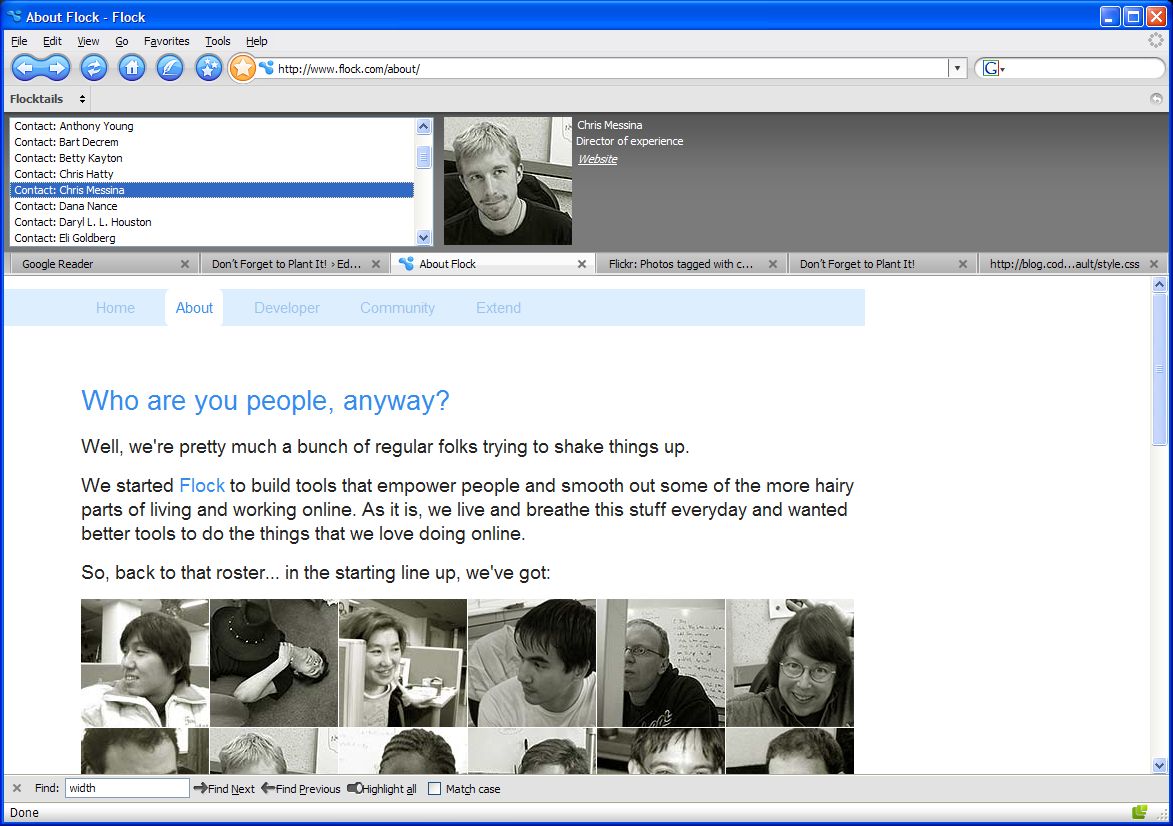 About Flock - Flock
File Edit View Go Favorites Tools Help
http://www.flock.com/about/
G
Flocktails
Contact: Anthony Young
Contact: Bart Decrem
Contact: Betty Kayton
Contact: Chris Hatty
Contact: Chris Messina
Contact: Dana Nance
Contact: Daryl L. L. Houston
Contact: Eli Goldberg
Chris Messina
Director of experience
Website
Google Reader
Don't Forget to Plant It! › Ed...
About Flock
Flickr: Photos tagged with c...
Don't Forget to Plant It!
http://blog.cod...ault/style.css
Home About Developer Community Extend
Who are you people, anyway?
Well, we're pretty much a bunch of regular folks trying to shake things up.
We started Flock to build tools that empower people and smooth out some of the more hairy
parts of living and working online. As it is, we live and breathe this stuff everyday and wanted
better tools to do the things that we love doing online.
So, back to that roster... in the starting line up, we've got:
Find: width Find Next Find Previous Highlight all Match case
Done